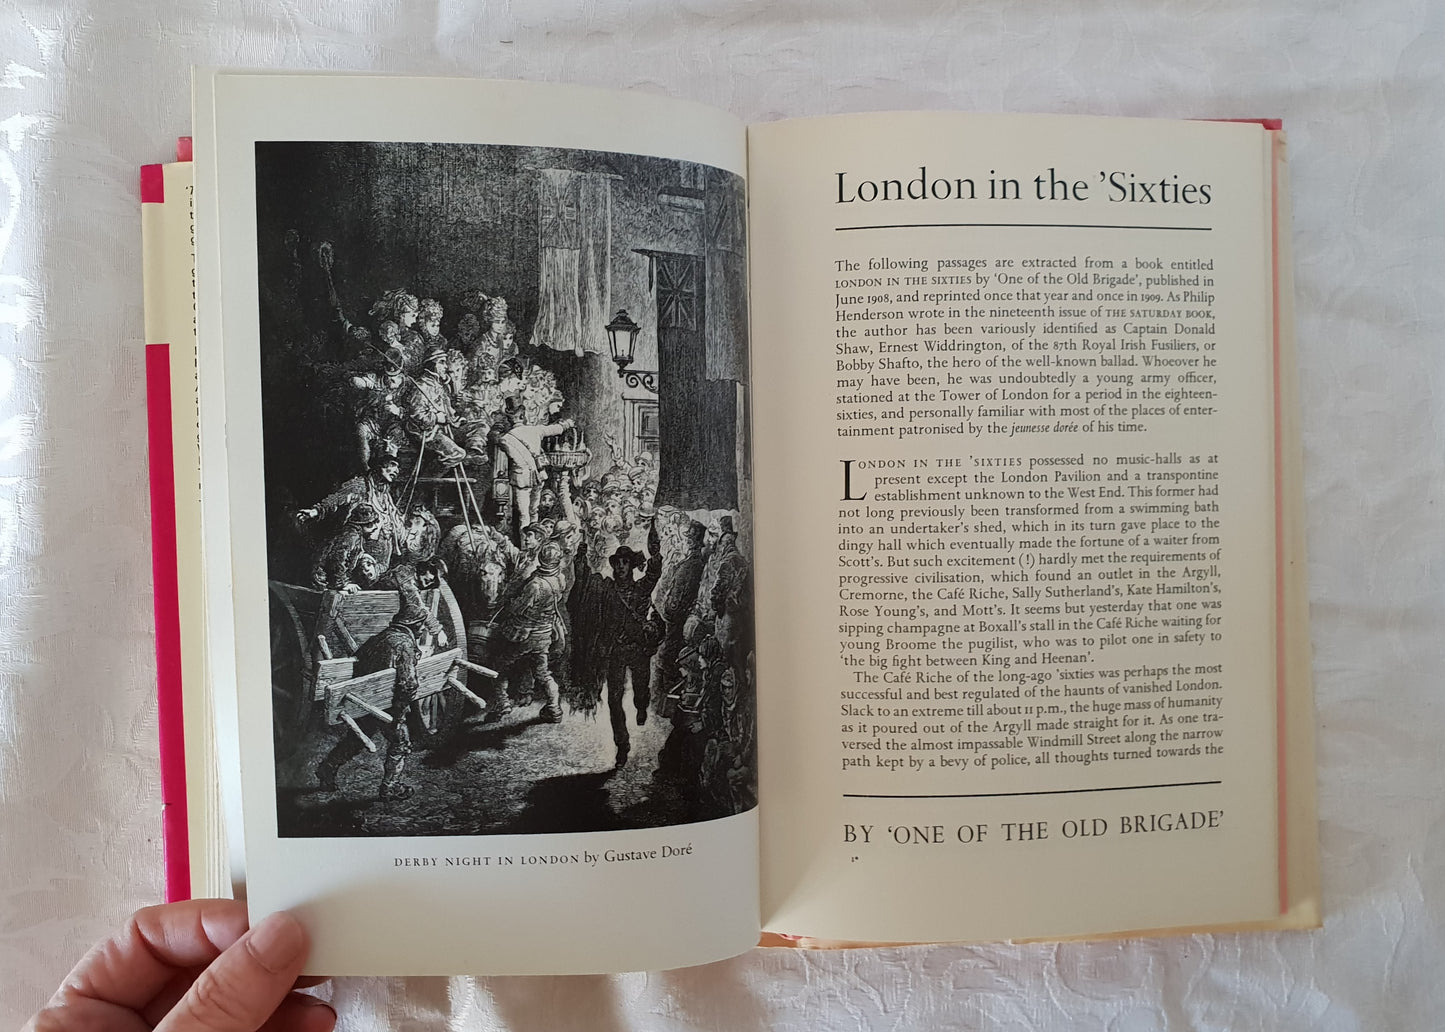 DERBY NIGHT IN LONDON by Gustave Doré
London in the ’Sixties
The following passages are extracted from a book entitled
LONDON IN THE SIXTIES by ‘One of the Old Brigade’, published in
June 1908, and reprinted once that year and once in 1909. As Philip
Henderson wrote in the nineteenth issue of THE SATURDAY BOOK,
the author has been variously identified as Captain Donald
Shaw, Ernest Widdrington, of the 87th Royal Irish Fusiliers, or
Bobby Shafto, the hero of the well-known ballad. Whoeover he
may have been, he was undoubtedly a young army officer,
stationed at the Tower of London for a period in the eighteen-
sixties, and personally familiar with most of the places of enter-
tainment patronised by the jeunesse dorée of his time.
LONDON IN THE ’SIXTIES possessed no music-halls as at
present except the London Pavilion and a transpontine
establishment unknown to the West End. This former had
not long previously been transformed from a swimming bath
into an undertaker’s shed, which in its turn gave place to the
dingy hall which eventually made the fortune of a waiter from
Scott’s. But such excitement (!) hardly met the requirements of
progressive civilisation, which found an outlet in the Argyll,
Cremorne, the Café Riche, Sally Sutherland’s, Kate Hamilton’s,
Rose Young’s, and Mott’s. It seems but yesterday that one was
sipping champagne at Boxall’s stall in the Café Riche waiting for
young Broome the pugilist, who was to pilot one in safety to
‘the big fight between King and Heenan’.
The Café Riche of the long-ago ’sixties was perhaps the most
successful and best regulated of the haunts of vanished London.
Slack to an extreme till about 11 p.m., the huge mass of humanity
as it poured out of the Argyll made straight for it. As one tra-
versed the almost impassable Windmill Street along the narrow
path kept by a bevy of police, all thoughts turned towards the
BY ‘ONE OF THE OLD BRIGADE’